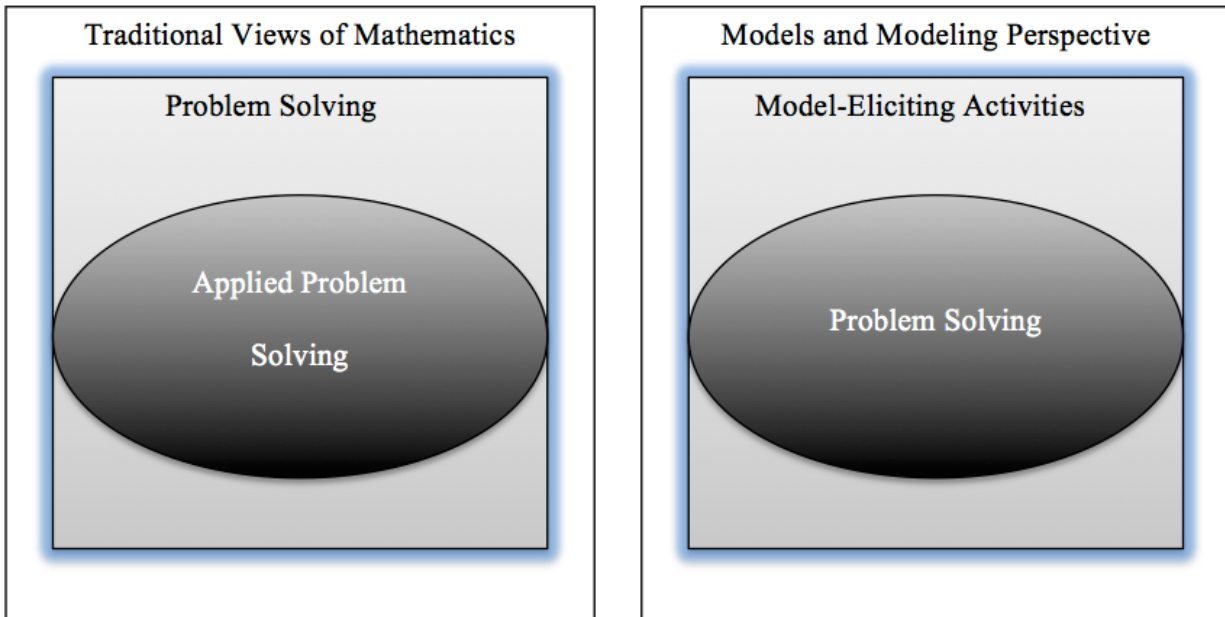 Traditional Views of Mathematics
Problem Solving
Applied Problem
Solving
Models and Modeling Perspective
Model-Eliciting Activities
Problem Solving